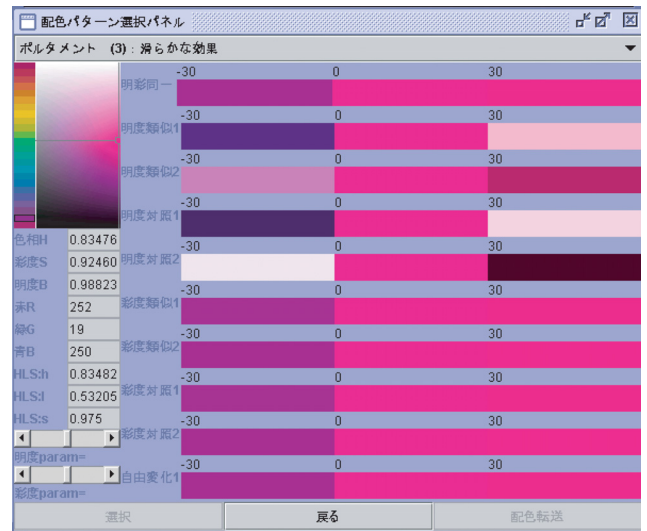 配色パターン選択パネル
ポルタメント (3) : 滑らかな効果
-30 0 30
明彩同一
-30 0 30
明度類似1
-30 0 30
明度類似2
-30 0 30
明度対照1
-30 0 30
明度対照2
-30 0 30
彩度類似1
-30 0 30
彩度類似2
-30 0 30
彩度対照1
-30 0 30
彩度対照2
-30 0 30
自由変化1
色相H 0.83476
彩度S 0.92460
明度B 0.98823
赤R 252
緑G 19
青B 250
HLS:h 0.83482
HLS:l 0.53205
HLS:s 0.975
明度param=
彩度param=
選択 戻る 配色転送